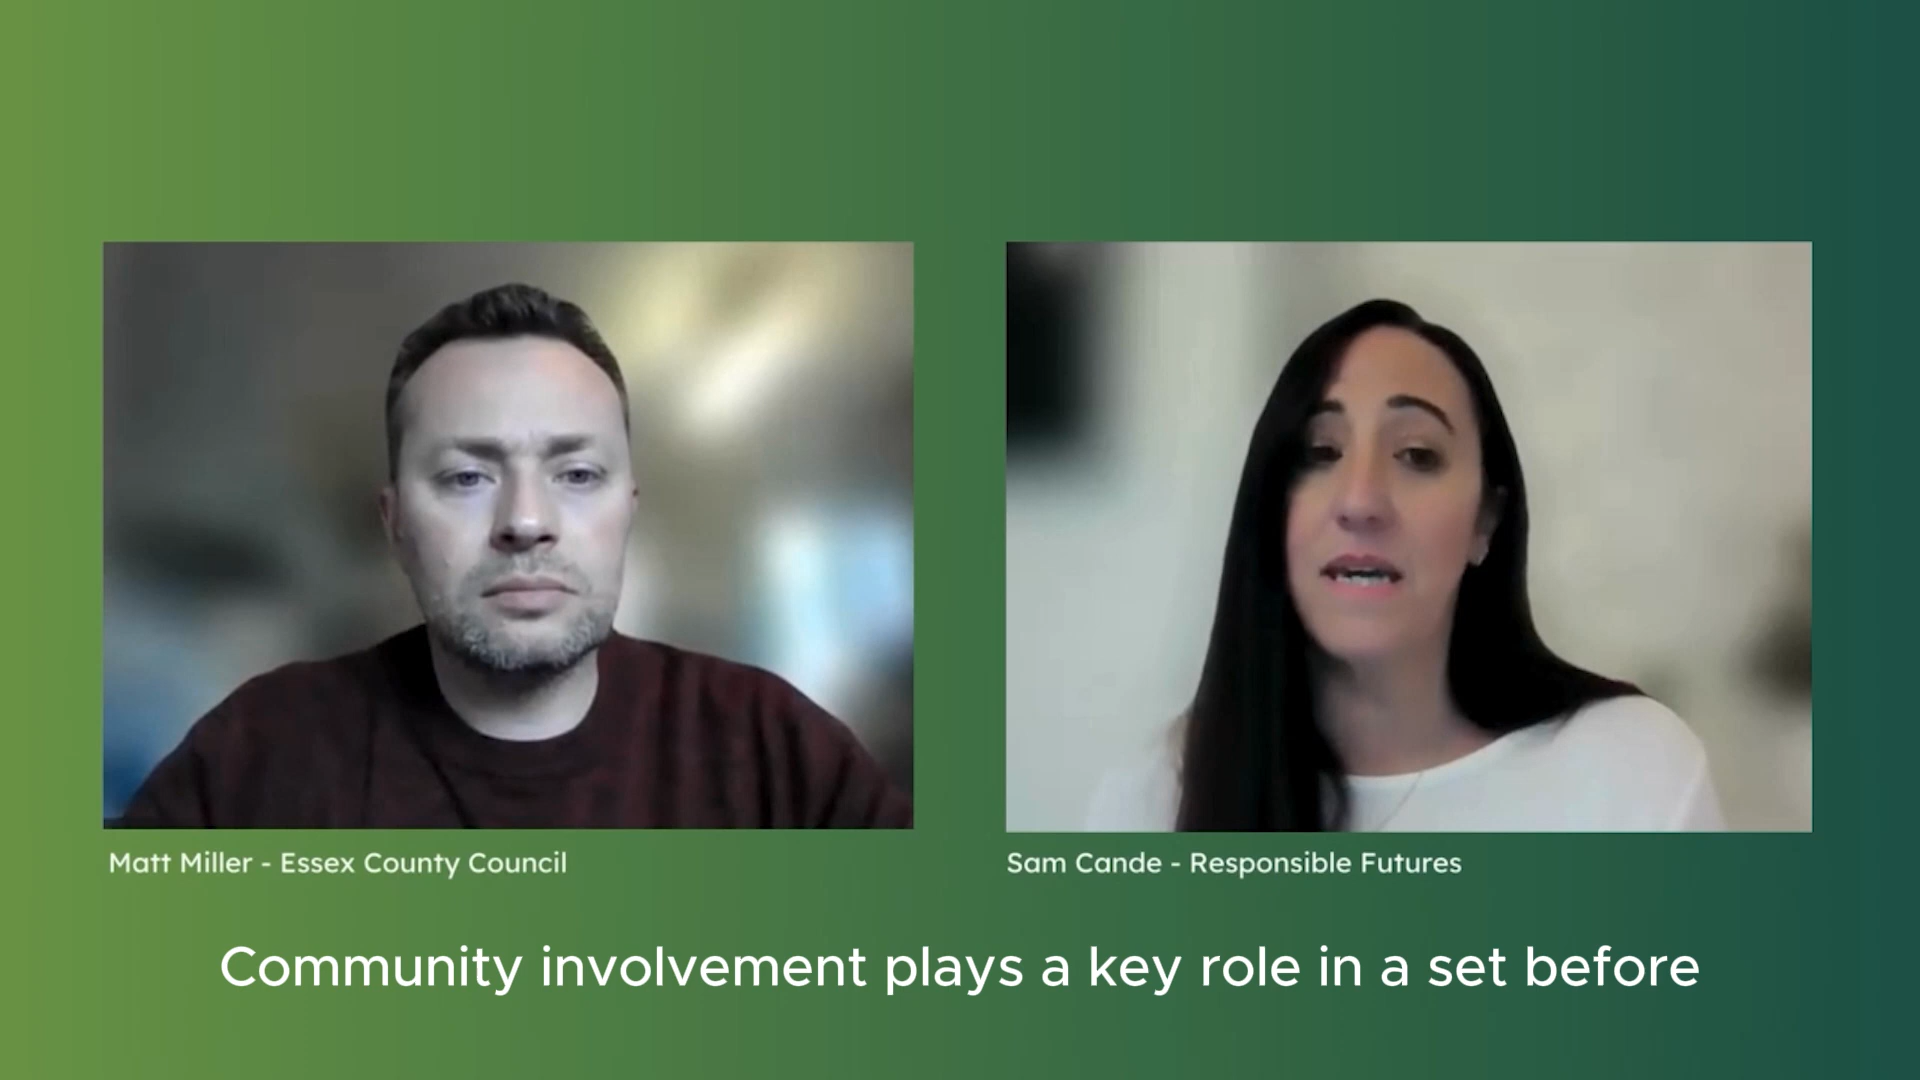 Matt Miller - Essex County Council
Sam Cande - Responsible Futures
Community involvement plays a key role in a set before